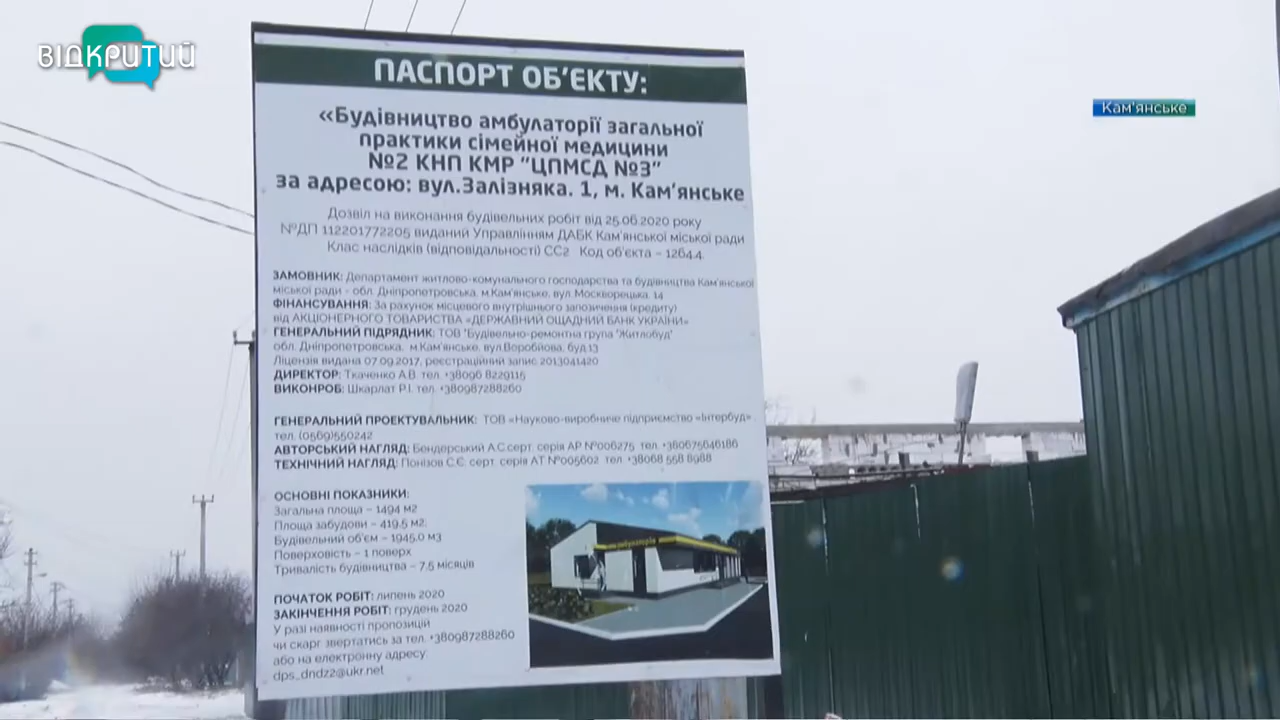 ВІДКРИТИЙ
Кам'янське
ПАСПОРТ ОБ'ЄКТУ:
«Будівництво амбулаторії загальної
практики сімейної медицини
№2 КНП КМР "ЦПМСД №3"
за адресою: вул.Залізняка. 1, м. Кам'янське
Дозвіл на виконання будівельних робіт від 25.06.2020 року
№ДП 112201772205 виданий Управлінням ДАБК Кам'янської міської ради
Клас наслідків (відповідальності) СС2 Код об'єкта – 1264.4.
ЗАМОВНИК: Департамент житлово-комунального господарства та будівництва Кам'янської
міської ради - обл. Дніпропетровська, м.Кам'янське, вул. Москворецька, 14
ФІНАНСУВАННЯ: За рахунок місцевого внутрішнього запозичення (кредиту)
від АКЦІОНЕРНОГО ТОВАРИСТВА «ДЕРЖАВНИЙ ОЩАДНИЙ БАНК УКРАЇНИ»
ГЕНЕРАЛЬНИЙ ПІДРЯДНИК: ТОВ "Будівельно-ремонтна група "Житлобуд"
обл. Дніпропетровська, м.Кам'янське, вул.Воробйова, буд.13
Ліцензія видана 07.09.2017, реєстраційний запис 2013041420
ДИРЕКТОР: Ткаченко А.В. тел. +38096 8229115
ВИКОНРОБ: Шкарлат Р.І. тел. +380987288260
ГЕНЕРАЛЬНИЙ ПРОЕКТУВАЛЬНИК: ТОВ «Науково-виробниче підприємство «Інтербуд»
тел. (0569)550242
АВТОРСЬКИЙ НАГЛЯД: Бендерський А.С.серт. серія АР №006275 тел. +380675646186
ТЕХНІЧНИЙ НАГЛЯД: Понізов С.Є. серт. серія АТ №005602 тел. +38068 558 8988
ОСНОВНІ ПОКАЗНИКИ:
Загальна площа – 1494 м2
Площа забудови – 419.5 м2.
Будівельний об'єм – 1945.0 м3
Поверховість – 1 поверх
Тривалість будівництва – 7.5 місяців
ПОЧАТОК РОБІТ: липень 2020
ЗАКІНЧЕННЯ РОБІТ: грудень 2020
У разі наявності пропозицій
чи скарг звертатись за тел. +380987288260
або на електронну адресу:
dps_dndz2@ukr.net
амбулаторія